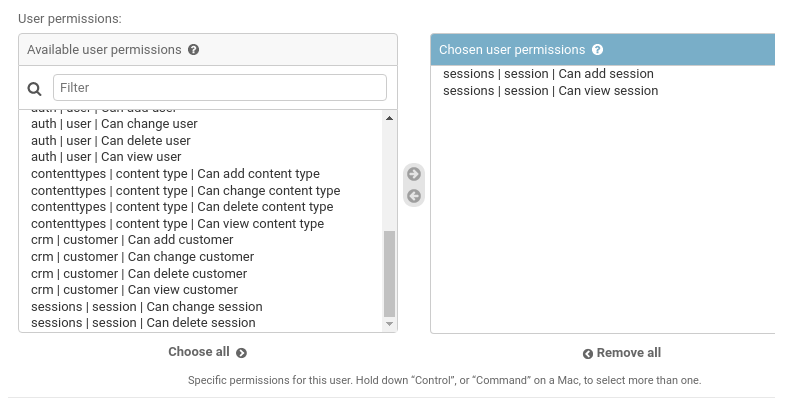 User permissions:
Available user permissions ?
Filter
auth | user | Can add user
auth | user | Can change user
auth | user | Can delete user
auth | user | Can view user
contenttypes | content type | Can add content type
contenttypes | content type | Can change content type
contenttypes | content type | Can delete content type
contenttypes | content type | Can view content type
crm | customer | Can add customer
crm | customer | Can change customer
crm | customer | Can delete customer
crm | customer | Can view customer
sessions | session | Can change session
sessions | session | Can delete session
Choose all
Chosen user permissions ?
sessions | session | Can add session
sessions | session | Can view session
Remove all
Specific permissions for this user. Hold down “Control”, or “Command” on a Mac, to select more than one.